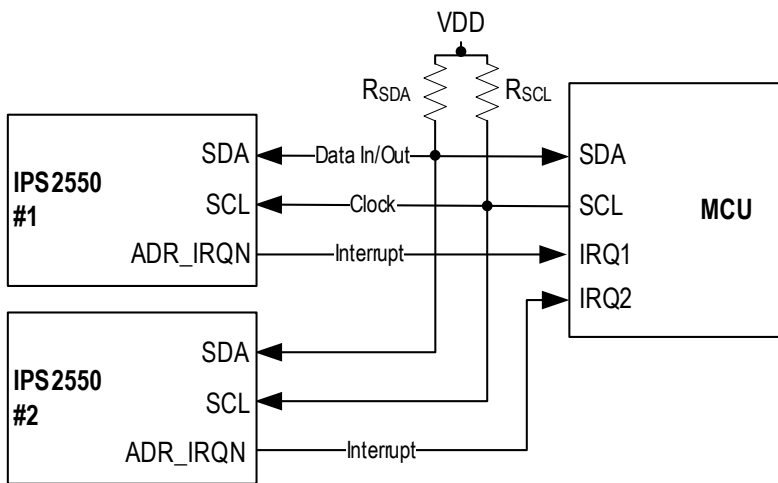 VDD
RSDA
RSCL
IPS2550
#1
SDA
Data In/Out
SDA
SCL
Clock
SCL
MCU
ADR_IRQN
Interrupt
IRQ1
IRQ2
IPS2550
#2
SDA
SCL
ADR_IRQN
Interrupt